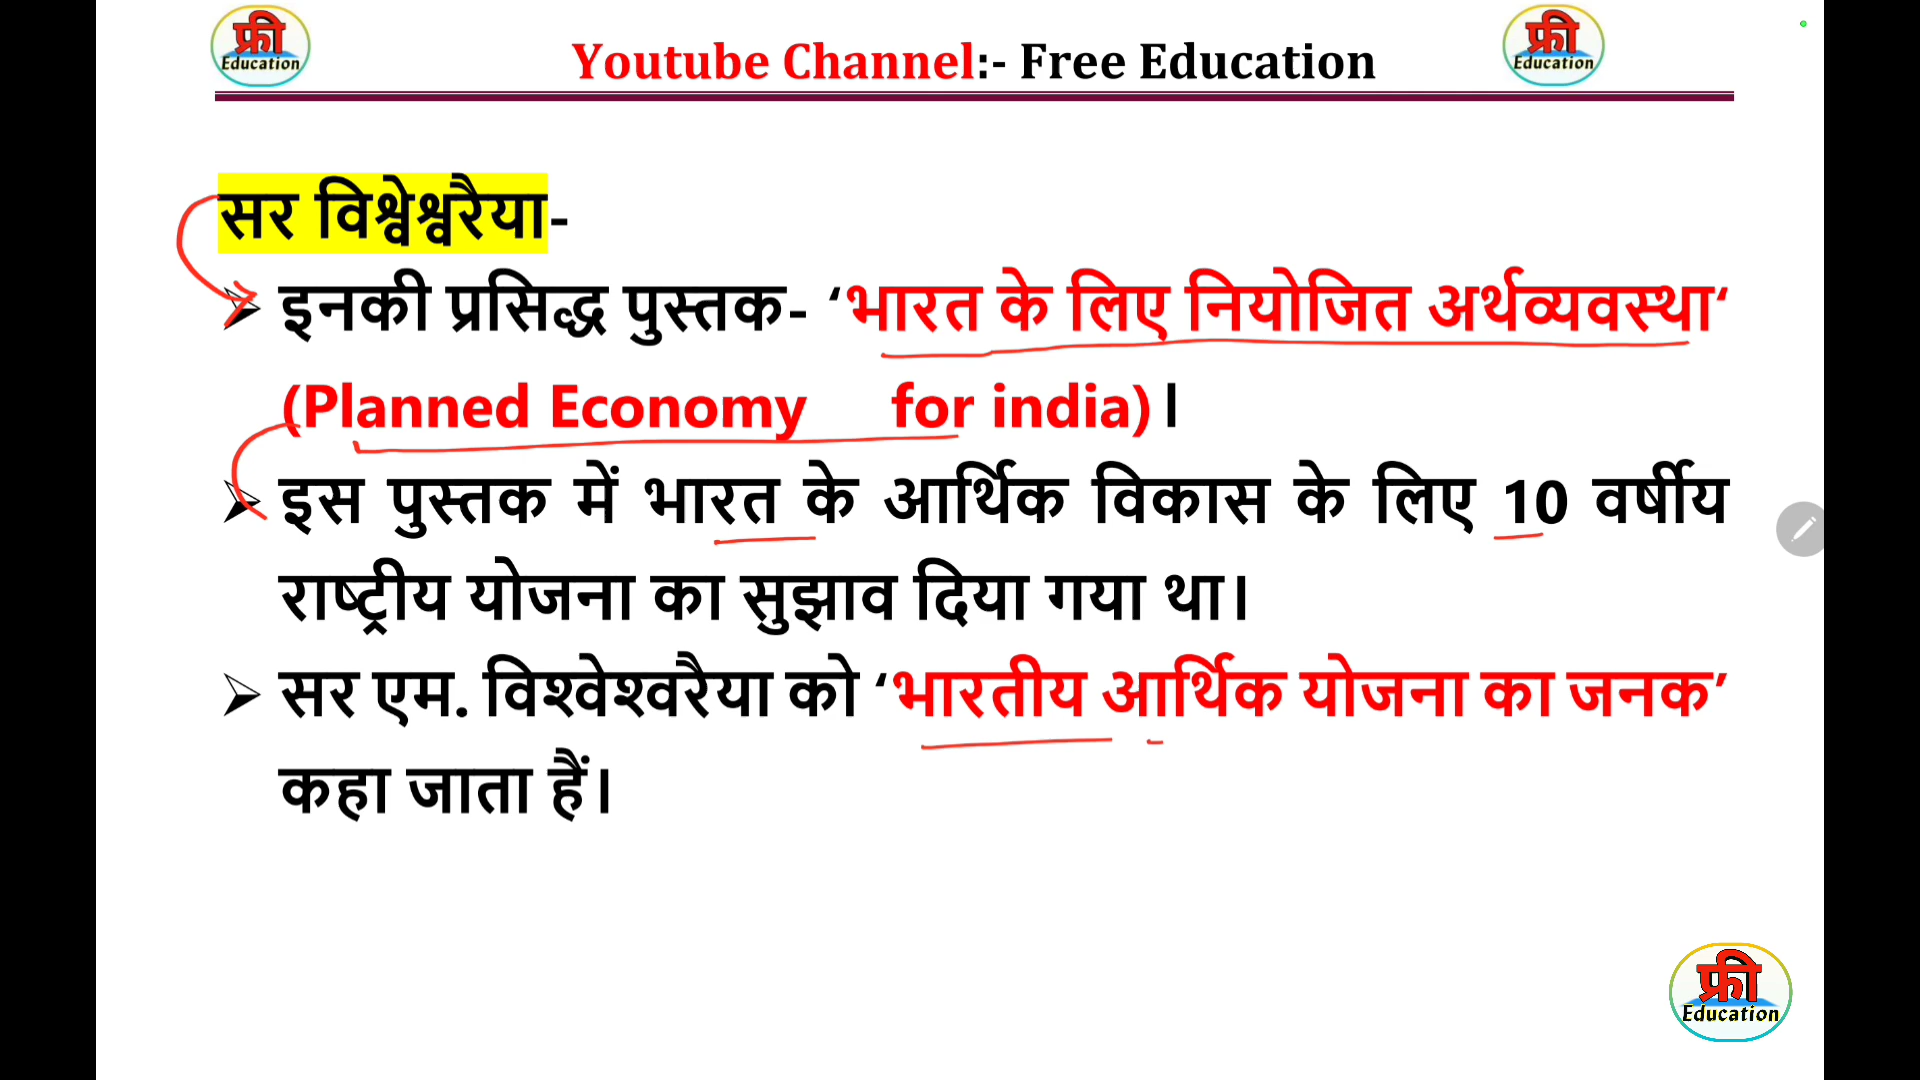 फ्री
Education
Youtube Channel:- Free Education
फ्री
Education
सर विश्वेश्वरैया-
इनकी प्रसिद्ध पुस्तक- ‘भारत के लिए नियोजित अर्थव्यवस्था‘
(Planned Economy for india)।
इस पुस्तक में भारत के आर्थिक विकास के लिए 10 वर्षीय
राष्ट्रीय योजना का सुझाव दिया गया था।
सर एम. विश्वेश्वरैया को ‘भारतीय आर्थिक योजना का जनक’
कहा जाता हैं।
फ्री
Education